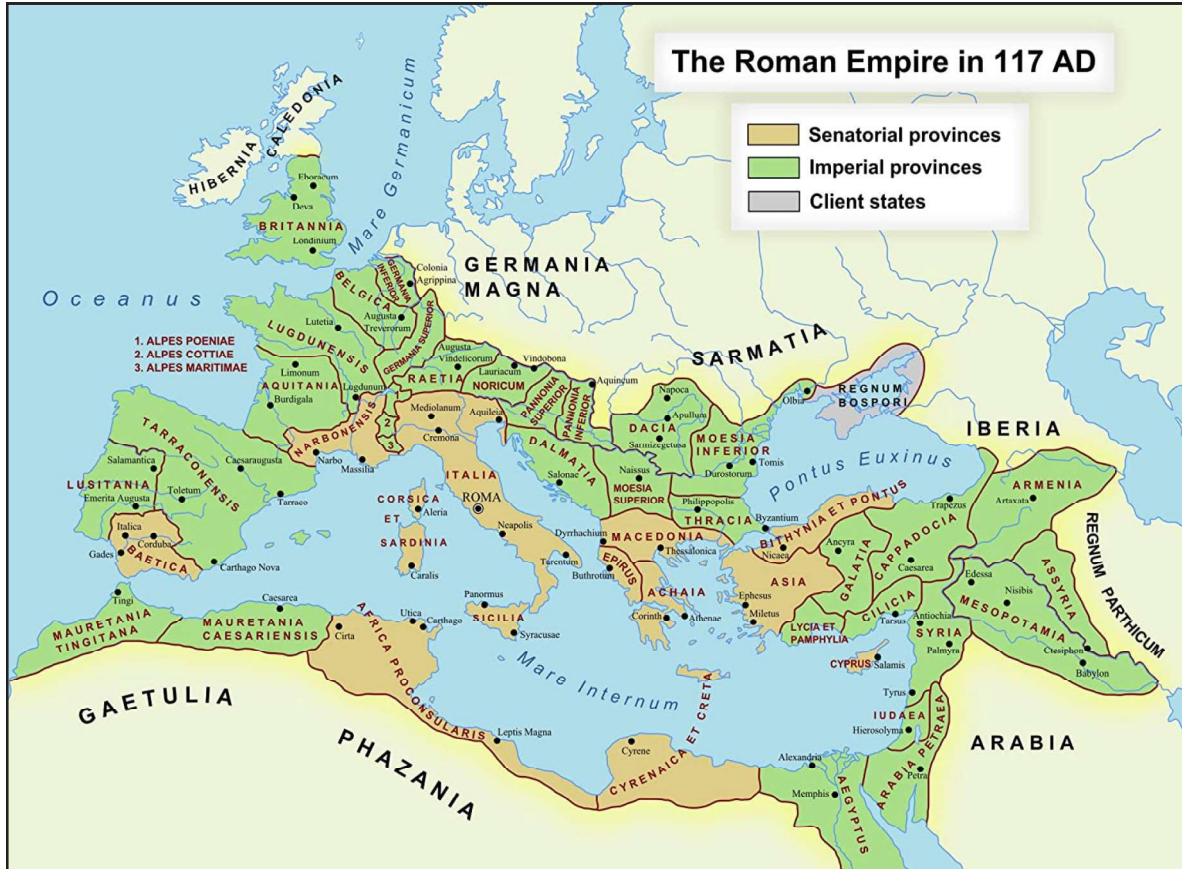 The Roman Empire in 117 AD
Senatorial provinces
Imperial provinces
Client states
HIBERNIA
CALEDONIA
Mare Germanicum
Eboracum
Deva
BRITANNIA
Londinium
Oceanus
GERMANIA
MAGNA
SARMATIA
1. ALPES POENIAE
2. ALPES COTTIAE
3. ALPES MARITIMAE
GERMANIA
INFERIOR
Colonia
Agrippina
BELGICA
Augusta
Treverorum
Lutetia
LUGDUNENSIS
GERMANIA SUPERIOR
Augusta
Vindelicorum
Lauriacum
Vindobona
RAETIA
NORICUM
PANNONIA
SUPERIOR
PANNONIA
INFERIOR
Aquincum
Limonum
AQUITANIA
Lugdunum
Burdigala
NARBONENSIS
1
2
3
Narbo
Massilia
Mediolanum
Aquileia
Cremona
ITALIA
ROMA
Neapolis
Tarentum
CORSICA
ET
SARDINIA
Aleria
Caralis
TARRACONENSIS
Salamantica
Caesaraugusta
LUSITANIA
Toletum
Emerita Augusta
Tarraco
Italica
Corduba
Gades
BAETICA
Carthago Nova
DALMATIA
Salonae
Napoca
Apullum
DACIA
Sarmizegetusa
MOESIA
INFERIOR
Durostorum
Tomis
Olbia
REGNUM
BOSPORI
Naissus
MOESIA
SUPERIOR
Philippopolis
THRACIA
Byzantium
Pontus Euxinus
IBERIA
Dyrrhachium
MACEDONIA
Thessalonica
EPIRUS
Buthrotum
ACHAIA
Corinth
Athenae
BITHYNIA ET PONTUS
Nicaea
ASIA
Ephesus
Miletus
Ancyra
GALATIA
CAPPADOCIA
Caesarea
Trapezus
ARMENIA
Artaxata
LYCIA ET
PAMPHYLIA
CILICIA
Tarsus
Antiochia
SYRIA
Palmyra
Edessa
Nisibis
MESOPOTAMIA
ASSYRIA
Ctesiphon
Babylon
REGNUM PARTHICUM
CYPRUS
Salamis
Tyrus
IUDAEA
Hierosolyma
ARABIA PETRAEA
Petra
ARABIA
Tingi
MAURETANIA
TINGITANA
Caesarea
MAURETANIA
CAESARIENSIS
Cirta
Utica
Carthago
AFRICA PROCONSULARIS
Panormus
SICILIA
Syracusae
Mare Internum
Leptis Magna
Cyrene
CYRENAICA ET CRETA
Alexandria
Memphis
AEGYPTUS
GAETULIA
PHAZANIA